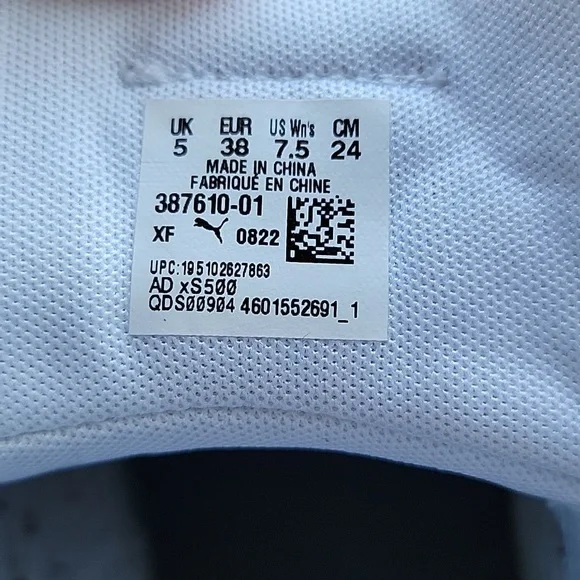 UK EUR US Wn's CM
5 38 7.5 24
MADE IN CHINA
FABRIQUÉ EN CHINE
387610-01
XF 0822
UPC:195102627863
AD xS500
QDS00904 4601552691_1